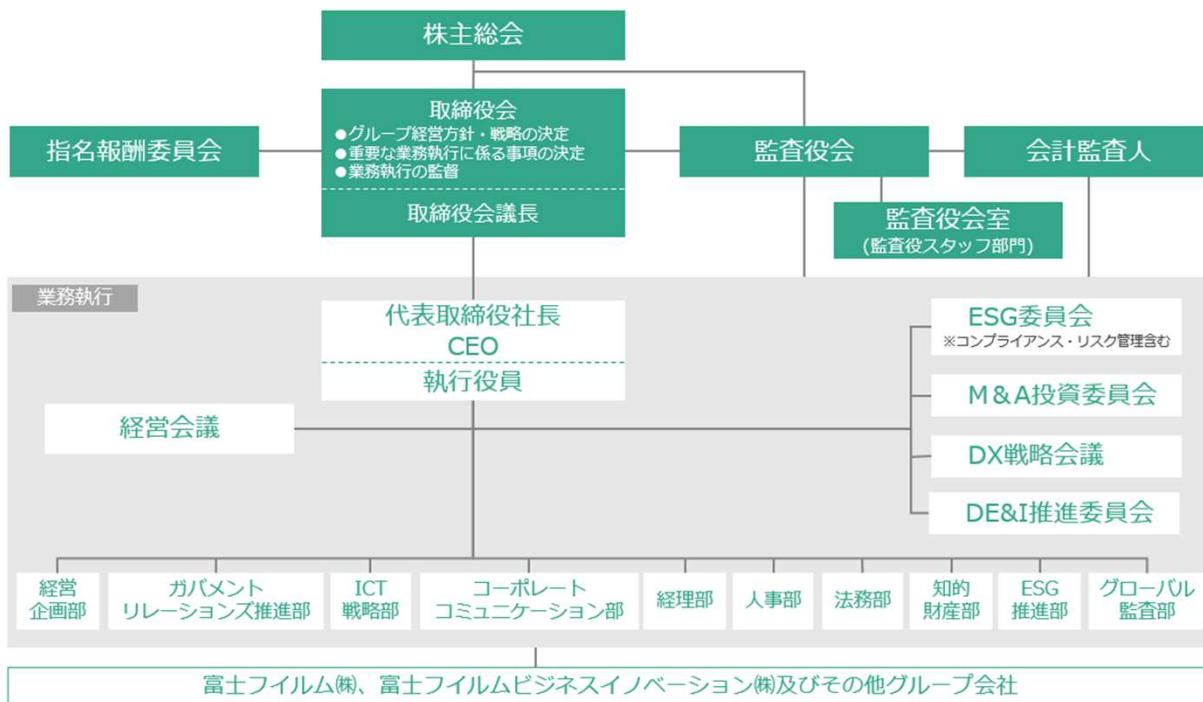 株主総会
取締役会
●グループ経営方針・戦略の決定
●重要な業務執行に係る事項の決定
●業務執行の監督
取締役会議長
指名報酬委員会
監査役会
会計監査人
監査役会室
(監査役スタッフ部門)
業務執行
代表取締役社長
CEO
執行役員
経営会議
ESG委員会
※コンプライアンス・リスク管理含む
M&A投資委員会
DX戦略会議
DE&I推進委員会
経営
企画部
ガバメント
リレーションズ推進部
ICT
戦略部
コーポレート
コミュニケーション部
経理部
人事部
法務部
知的
財産部
ESG
推進部
グローバル
監査部
富士フイルム㈱、富士フイルムビジネスイノベーション㈱及びその他グループ会社